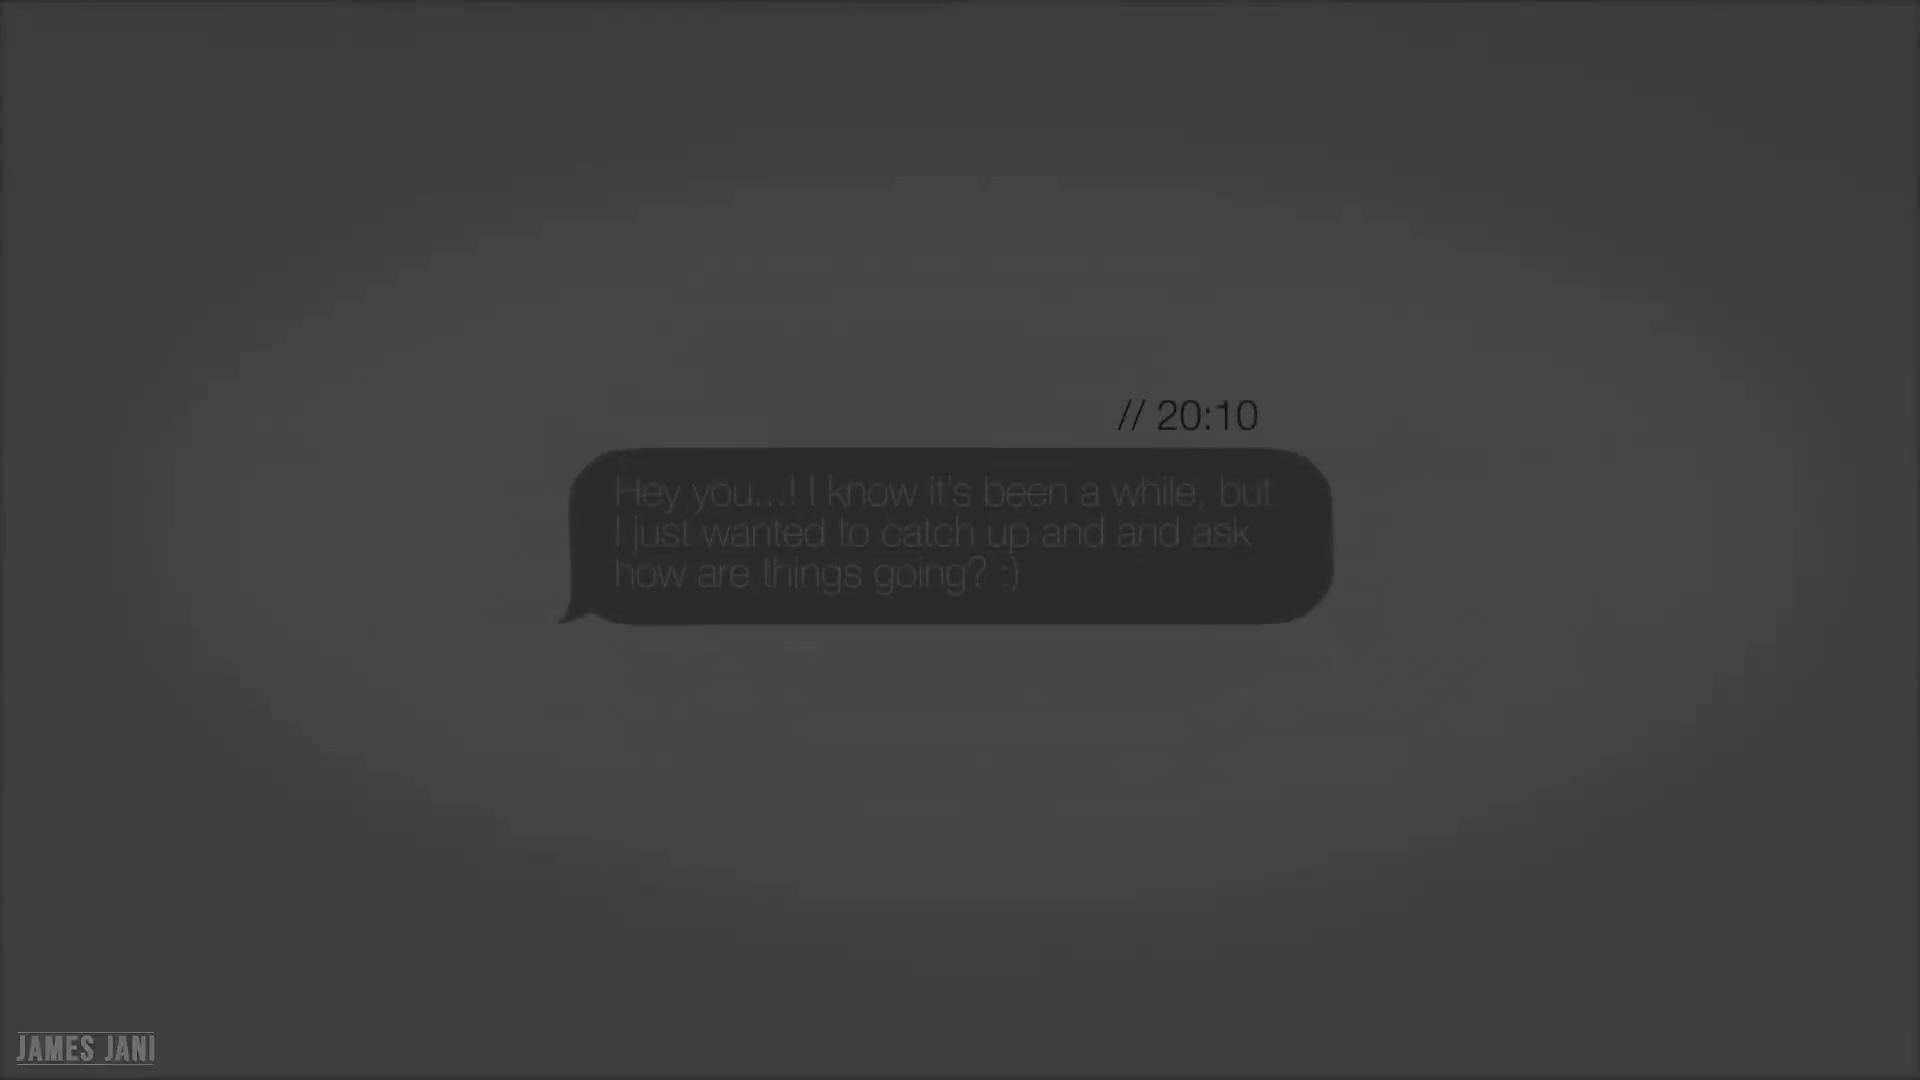 // 20:10
Hey you...! I know it's been a while, but
I just wanted to catch up and and ask
how are things going? :)
JAMES JANI